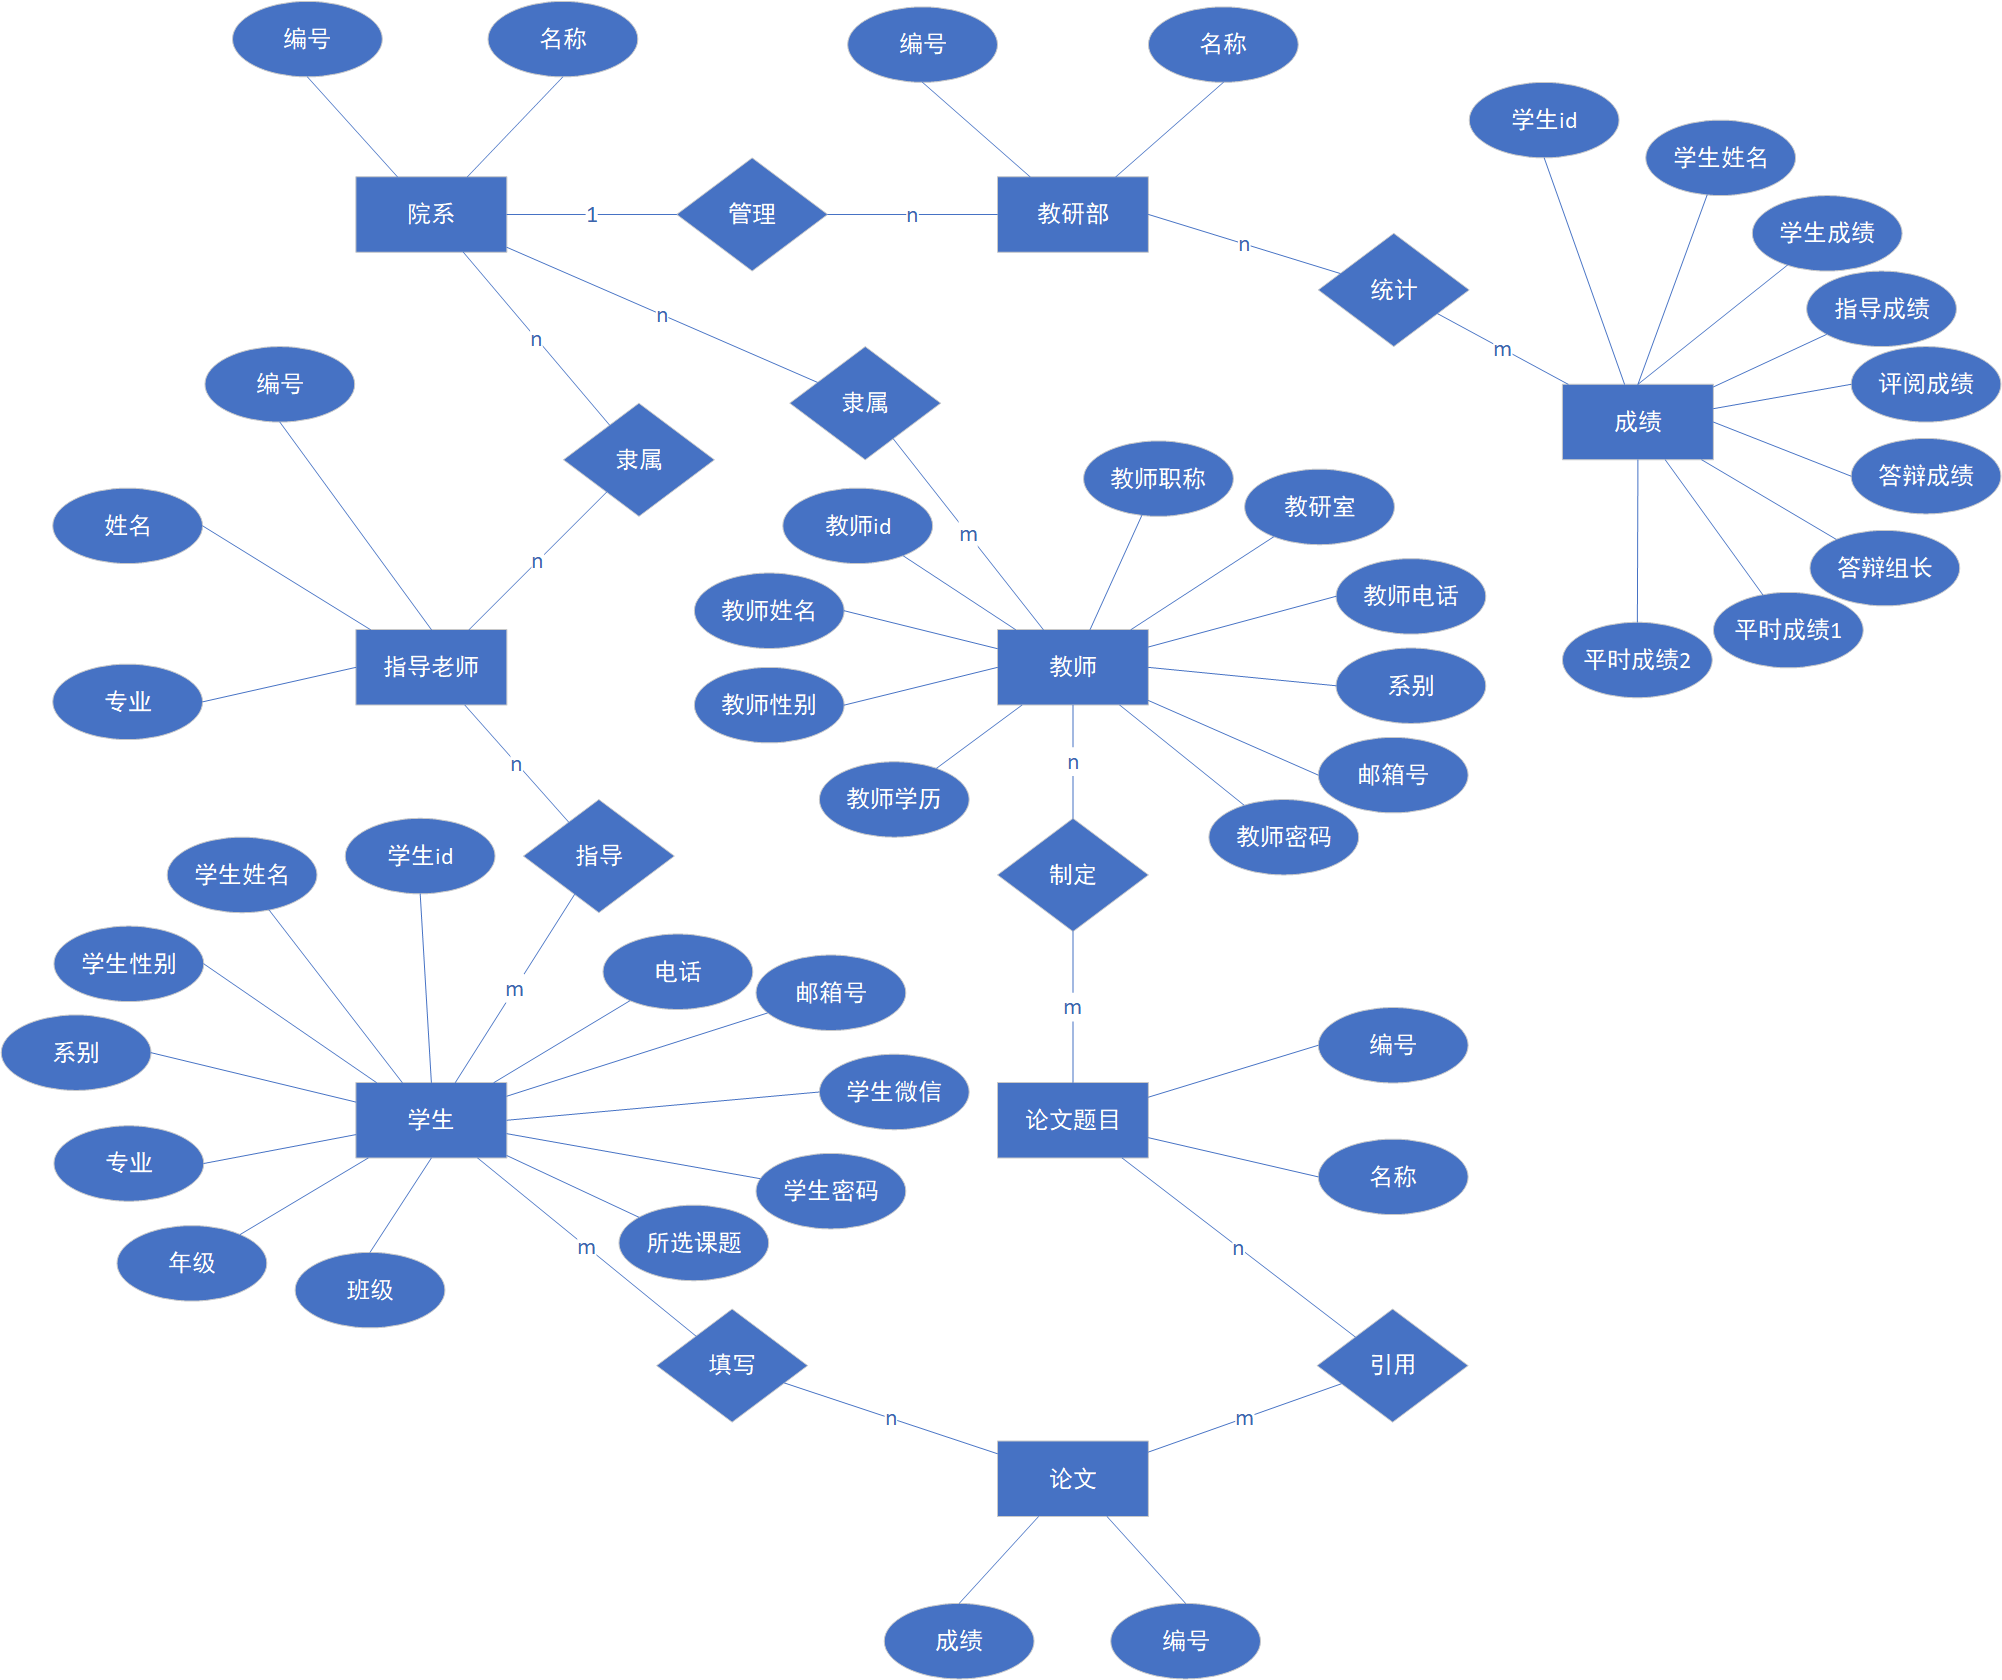 编号
名称
编号
名称
学生id
学生姓名
院系
1
管理
n
教研部
n
统计
学生成绩
指导成绩
m
评阅成绩
成绩
答辩成绩
答辩组长
平时成绩1
平时成绩2
n
n
隶属
隶属
n
m
编号
姓名
专业
指导老师
教师职称
教研室
教师id
教师姓名
教师电话
教师
系别
教师性别
邮箱号
教师学历
教师密码
n
制定
m
n
指导
m
学生id
学生姓名
学生性别
电话
邮箱号
系别
学生微信
学生
专业
学生密码
所选课题
年级
班级
论文题目
编号
名称
m
n
填写
引用
n
m
论文
成绩
编号